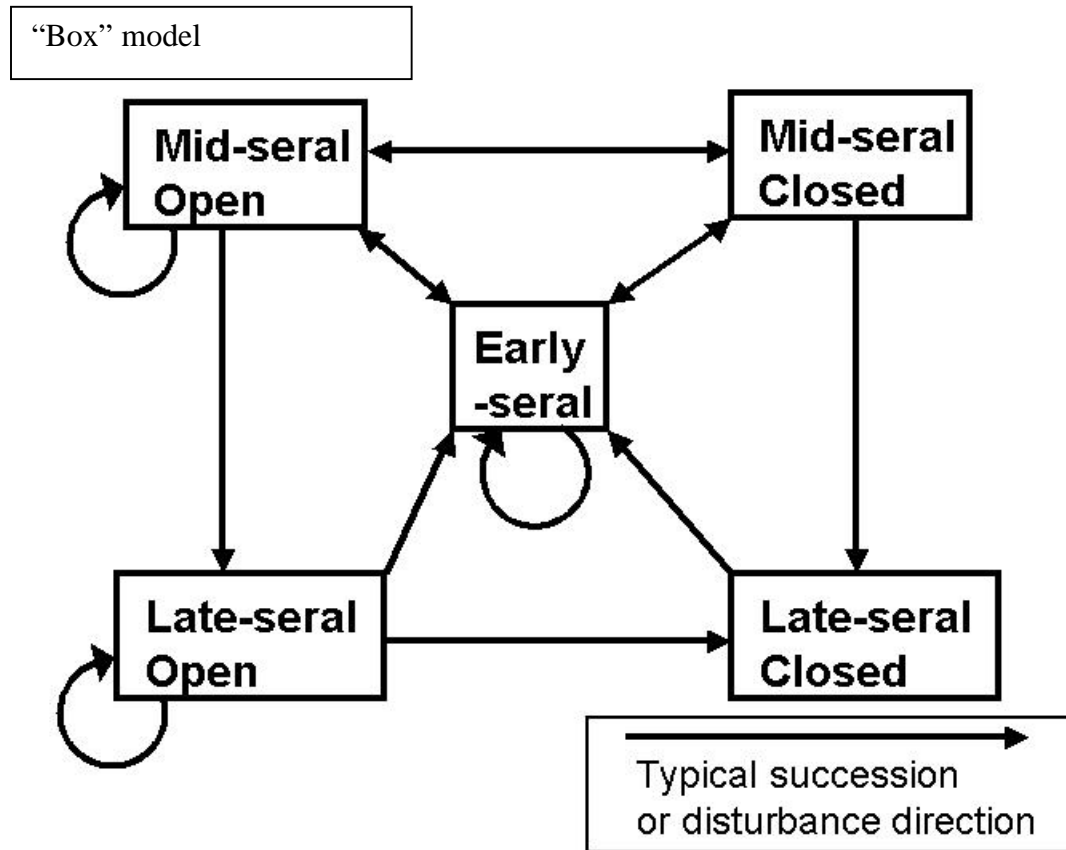 “Box” model
Mid-seral
Open
Mid-seral
Closed
Early
-seral
Late-seral
Open
Late-seral
Closed
Typical succession
or disturbance direction